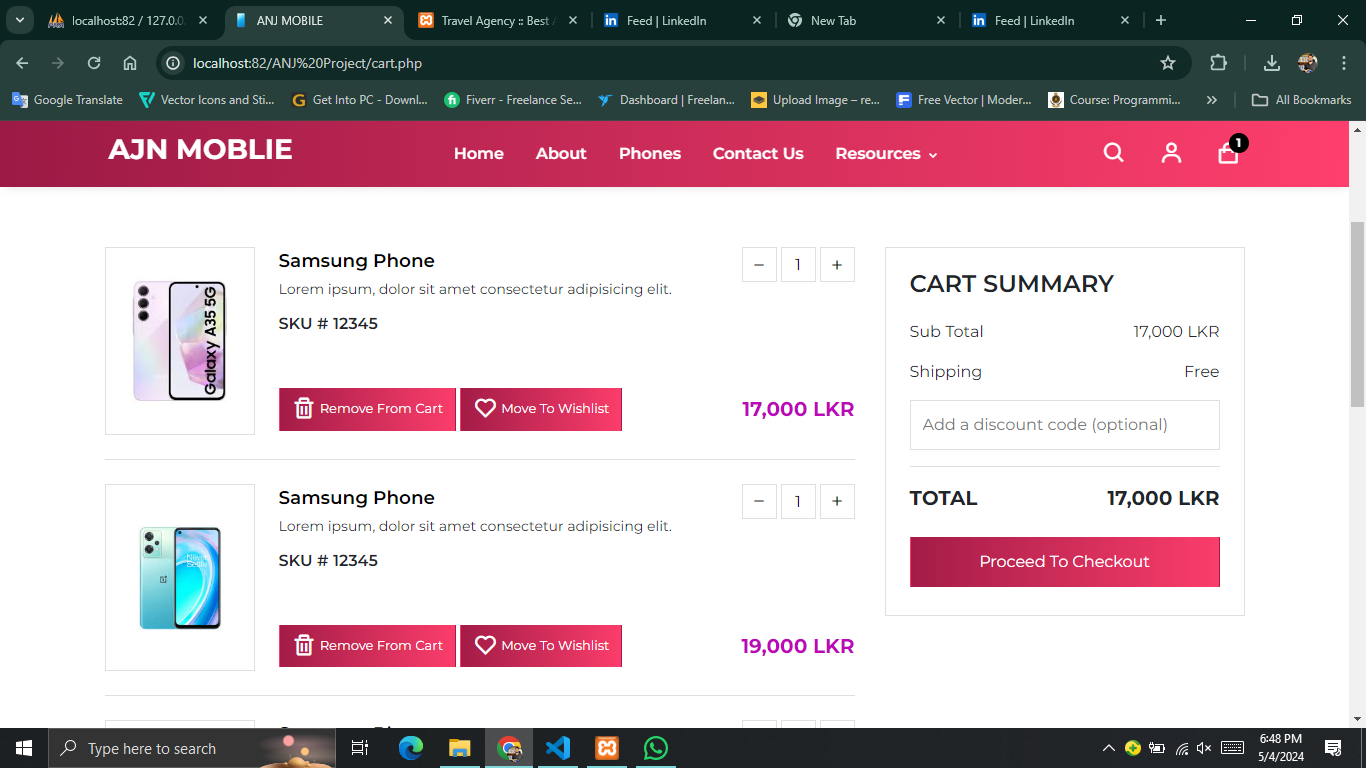 localhost:82 / 127.0.0.
ANJ MOBILE
Travel Agency :: Best
Feed | LinkedIn
New Tab
Feed | LinkedIn
localhost:82/ANJ%20Project/cart.php
Google Translate
Vector Icons and Sti...
Get Into PC - Downl...
Fiverr - Freelance Se...
Dashboard | Freelan...
Upload Image – re...
Free Vector | Moder...
Course: Programmi...
All Bookmarks
AJN MOBLIE
Home
About
Phones
Contact Us
Resources
1
Galaxy A35 5G
Samsung Phone
Lorem ipsum, dolor sit amet consectetur adipisicing elit.
SKU # 12345
− 1 +
Remove From Cart
Move To Wishlist
17,000 LKR
Never
Settle
Samsung Phone
Lorem ipsum, dolor sit amet consectetur adipisicing elit.
SKU # 12345
− 1 +
Remove From Cart
Move To Wishlist
19,000 LKR
CART SUMMARY
Sub Total 17,000 LKR
Shipping Free
Add a discount code (optional)
TOTAL 17,000 LKR
Proceed To Checkout
Type here to search
6:48 PM
5/4/2024